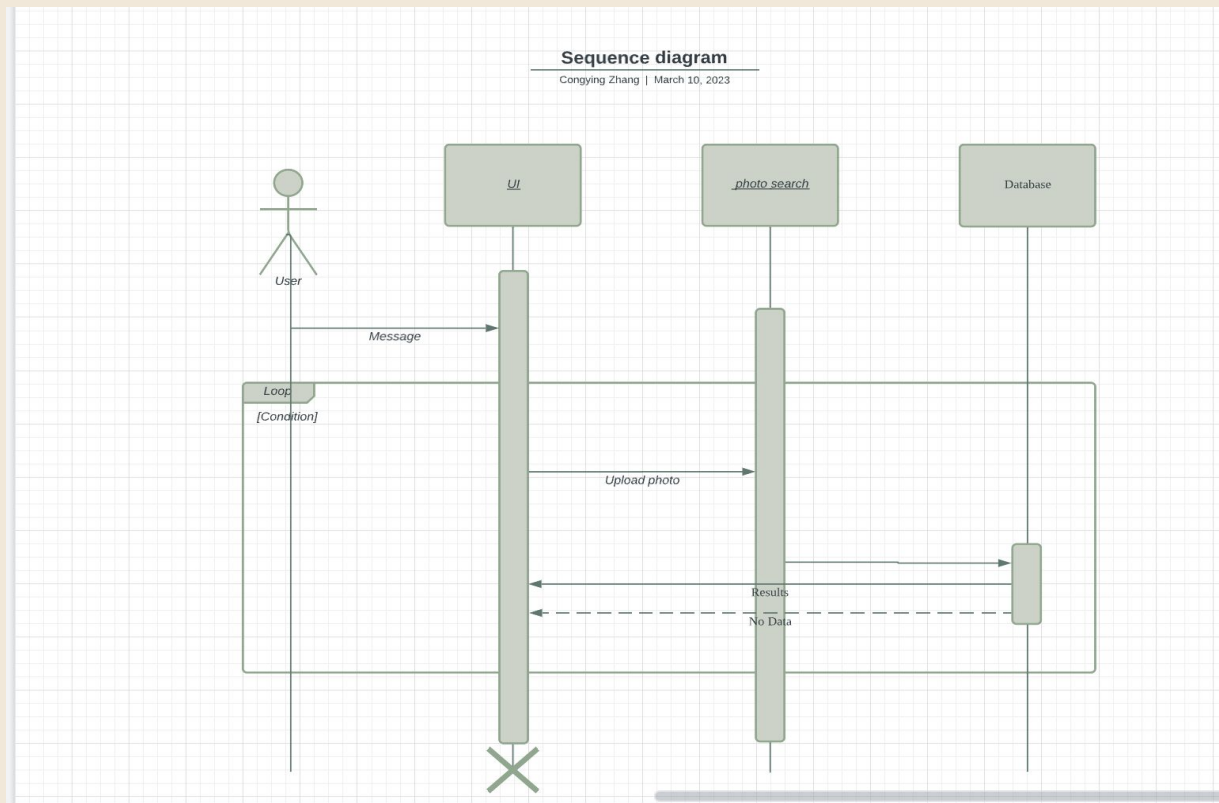 Sequence diagram
Congying Zhang | March 10, 2023
UI
photo search
Database
User
Message
Loop
[Condition]
Upload photo
Results
No Data